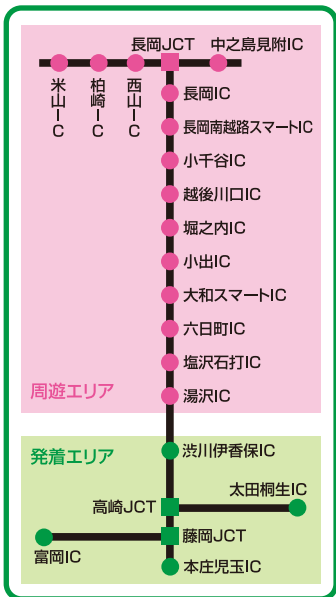 長岡JCT
中之島見附IC
米山IC
柏崎IC
西山IC
長岡IC
長岡南越路スマートIC
小千谷IC
越後川口IC
堀之内IC
小出IC
大和スマートIC
六日町IC
塩沢石打IC
湯沢IC
周遊エリア
発着エリア
渋川伊香保IC
太田桐生IC
高崎JCT
藤岡JCT
富岡IC
本庄児玉IC